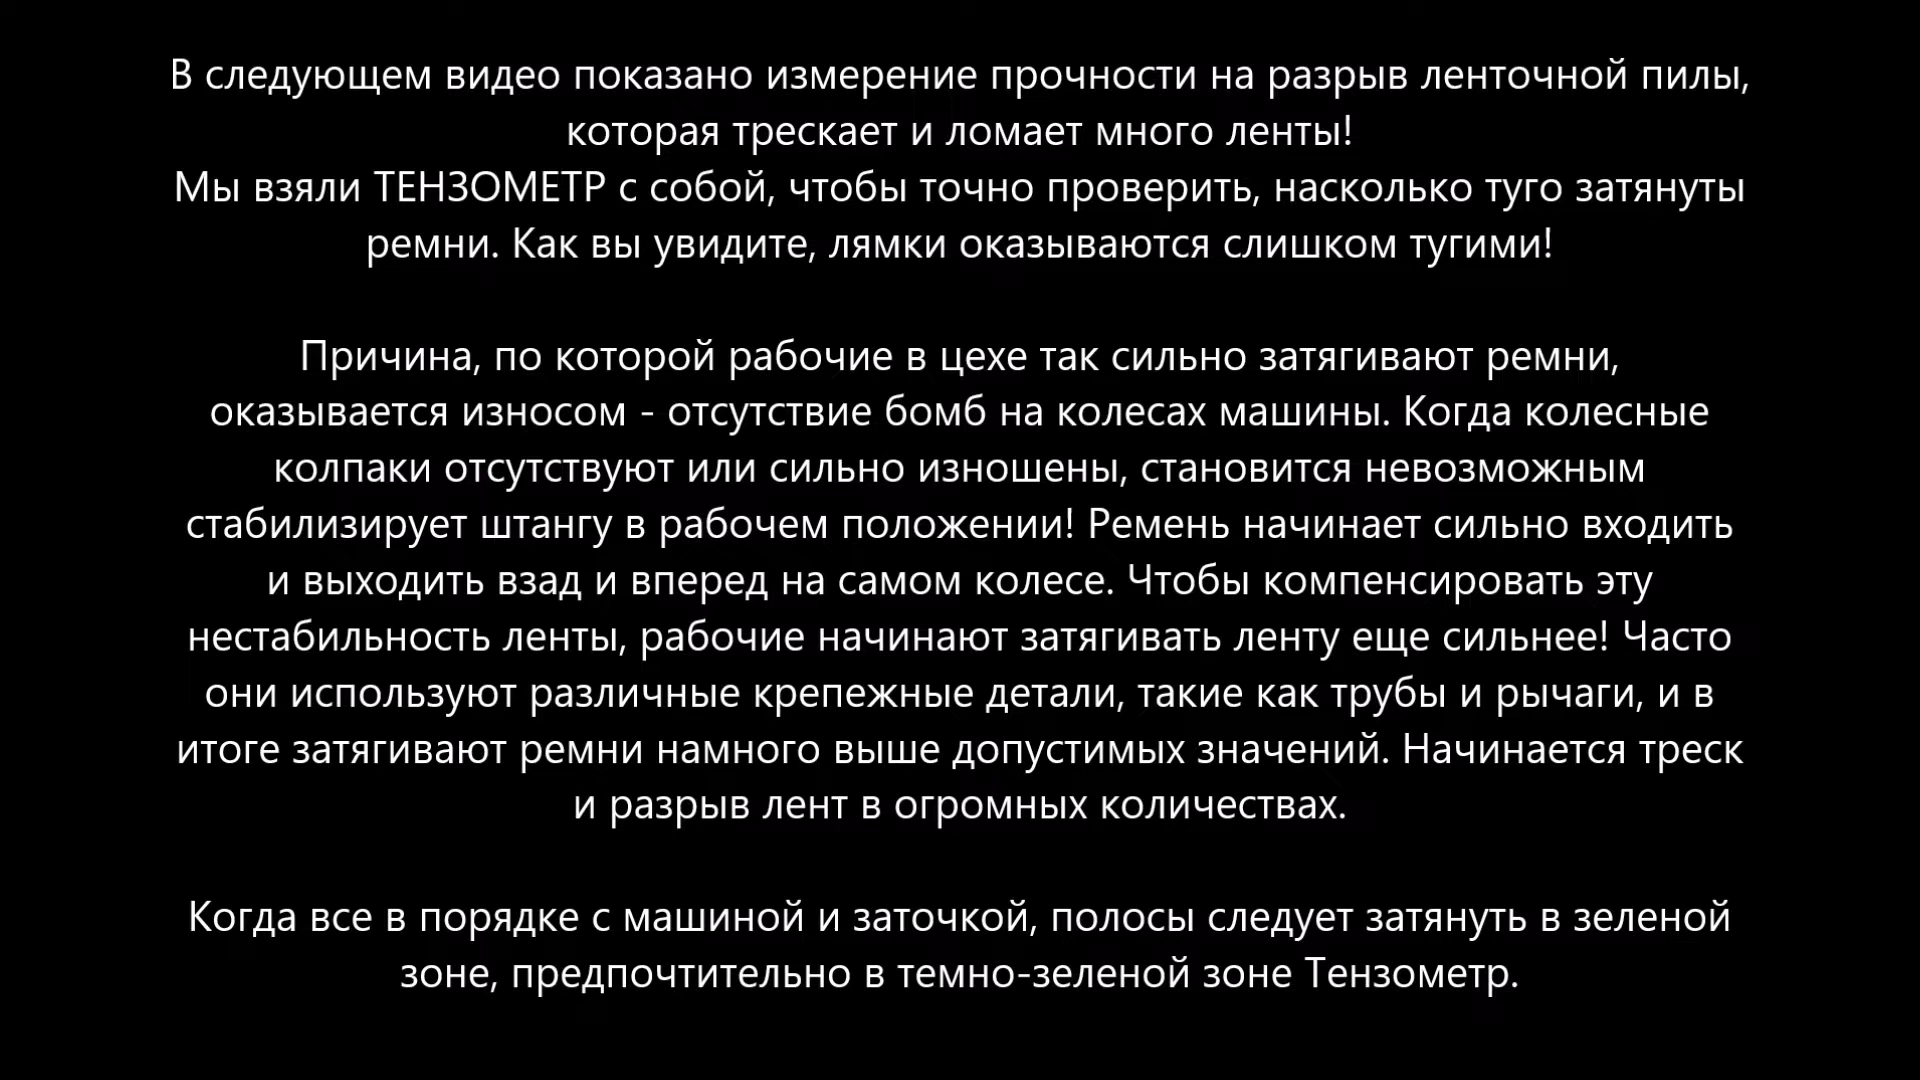 В следующем видео показано измерение прочности на разрыв ленточной пилы,
которая трескает и ломает много ленты!
Мы взяли ТЕНЗОМЕТР с собой, чтобы точно проверить, насколько туго затянуты
ремни. Как вы увидите, лямки оказываются слишком тугими!
Причина, по которой рабочие в цехе так сильно затягивают ремни,
оказывается износом - отсутствие бомб на колесах машины. Когда колесные
колпаки отсутствуют или сильно изношены, становится невозможным
стабилизирует штангу в рабочем положении! Ремень начинает сильно входить
и выходить взад и вперед на самом колесе. Чтобы компенсировать эту
нестабильность ленты, рабочие начинают затягивать ленту еще сильнее! Часто
они используют различные крепежные детали, такие как трубы и рычаги, и в
итоге затягивают ремни намного выше допустимых значений. Начинается треск
и разрыв лент в огромных количествах.
Когда все в порядке с машиной и заточкой, полосы следует затянуть в зеленой
зоне, предпочтительно в темно-зеленой зоне Тензометр.